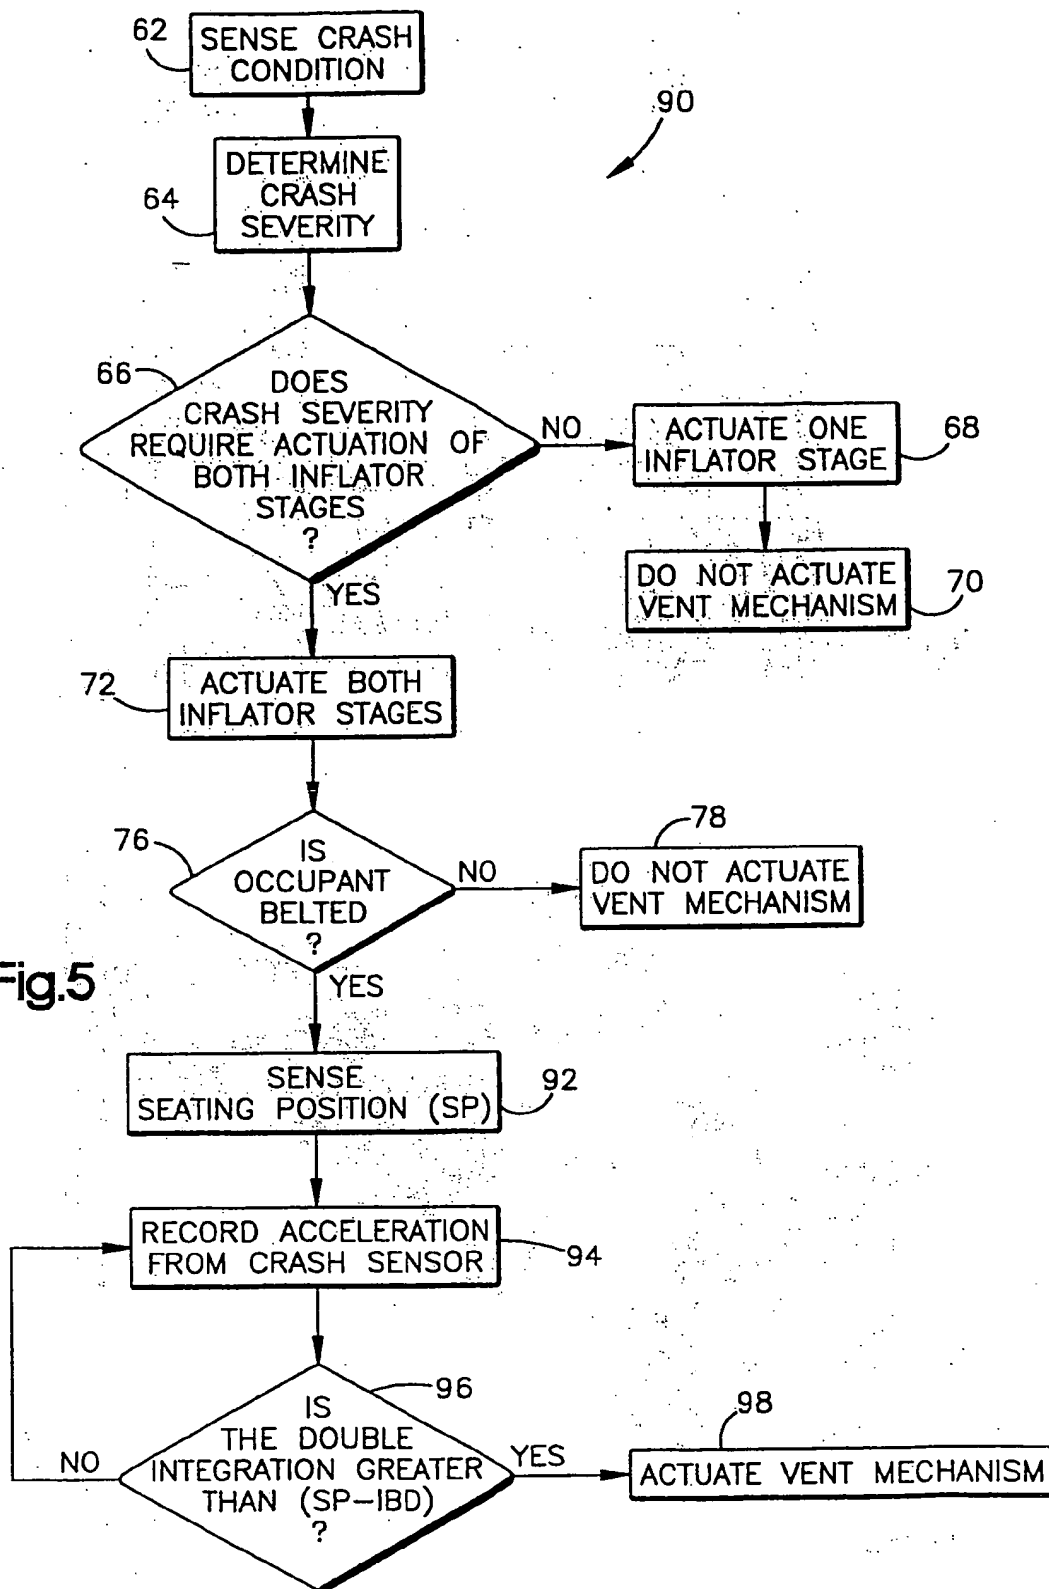 62
SENSE CRASH
CONDITION
90
64
DETERMINE
CRASH
SEVERITY
66
DOES
CRASH SEVERITY
REQUIRE ACTUATION OF
BOTH INFLATOR
STAGES
?
NO
ACTUATE ONE
INFLATOR STAGE
68
YES
DO NOT ACTUATE
VENT MECHANISM
70
72
ACTUATE BOTH
INFLATOR STAGES
76
IS
OCCUPANT
BELTED
?
NO
78
DO NOT ACTUATE
VENT MECHANISM
Fig.5
YES
SENSE
SEATING POSITION (SP)
92
RECORD ACCELERATION
FROM CRASH SENSOR
94
96
IS
THE DOUBLE
INTEGRATION GREATER
THAN (SP-IBD)
?
NO
YES
98
ACTUATE VENT MECHANISM